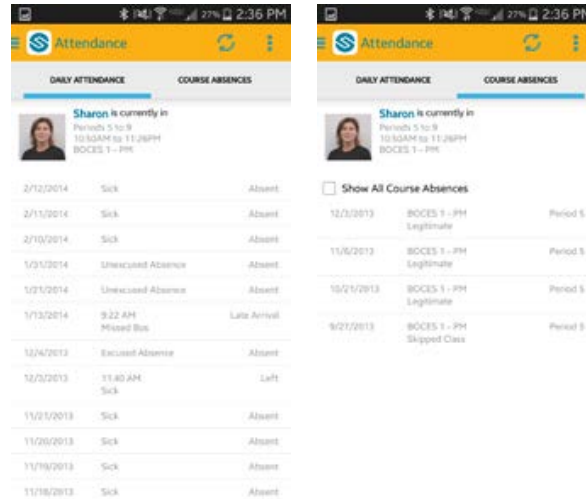 27% 2:36 PM
Attendance
DAILY ATTENDANCE COURSE ABSENCES
Sharon is currently in
Periods 5 to 9
10:50AM to 11:26PM
BOCES 1 - PM
2/12/2014 Sick Absent
2/11/2014 Sick Absent
2/10/2014 Sick Absent
1/31/2014 Unexcused Absence Absent
1/21/2014 Unexcused Absence Absent
1/13/2014 9:22 AM Late Arrival
Missed Bus
12/4/2013 Excused Absence Absent
12/2/2013 11:40 AM Left
Sick
11/21/2013 Sick Absent
11/20/2013 Sick Absent
11/19/2013 Sick Absent
11/18/2013 Sick Absent
27% 2:36 PM
Attendance
DAILY ATTENDANCE COURSE ABSENCES
Sharon is currently in
Periods 5 to 9
10:50AM to 11:26PM
BOCES 1 - PM
Show All Course Absences
12/3/2013 BOCES 1 - PM Period 5
Legitimate
11/6/2013 BOCES 1 - PM Period 5
Legitimate
10/21/2013 BOCES 1 - PM Period 5
Legitimate
9/27/2013 BOCES 1 - PM Period 5
Skipped Class